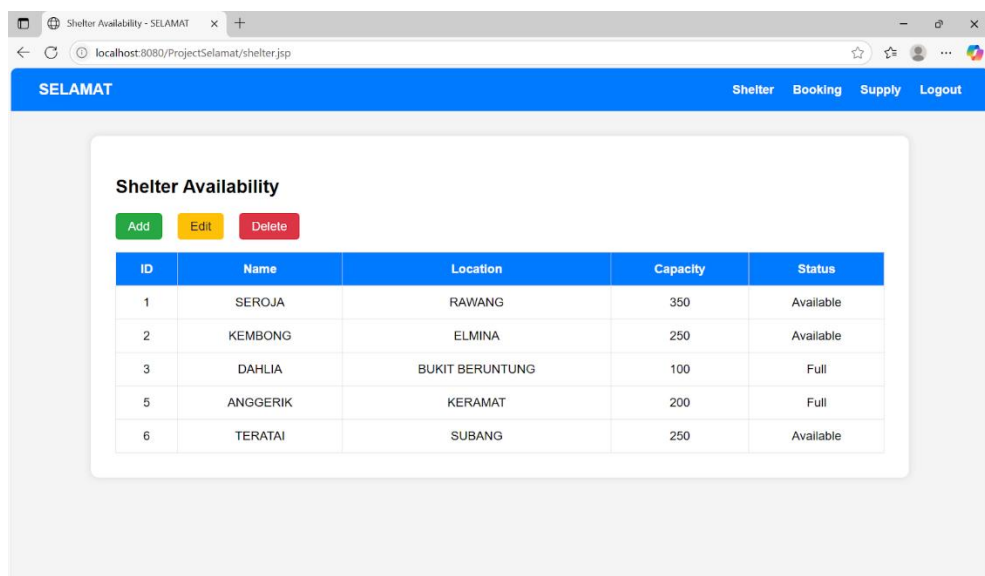 Shelter Availability - SELAMAT
localhost:8080/ProjectSelamat/shelter.jsp
SELAMAT Shelter Booking Supply Logout
Shelter Availability
Add Edit Delete
ID Name Location Capacity Status
1 SEROJA RAWANG 350 Available
2 KEMBONG ELMINA 250 Available
3 DAHLIA BUKIT BERUNTUNG 100 Full
5 ANGGERIK KERAMAT 200 Full
6 TERATAI SUBANG 250 Available